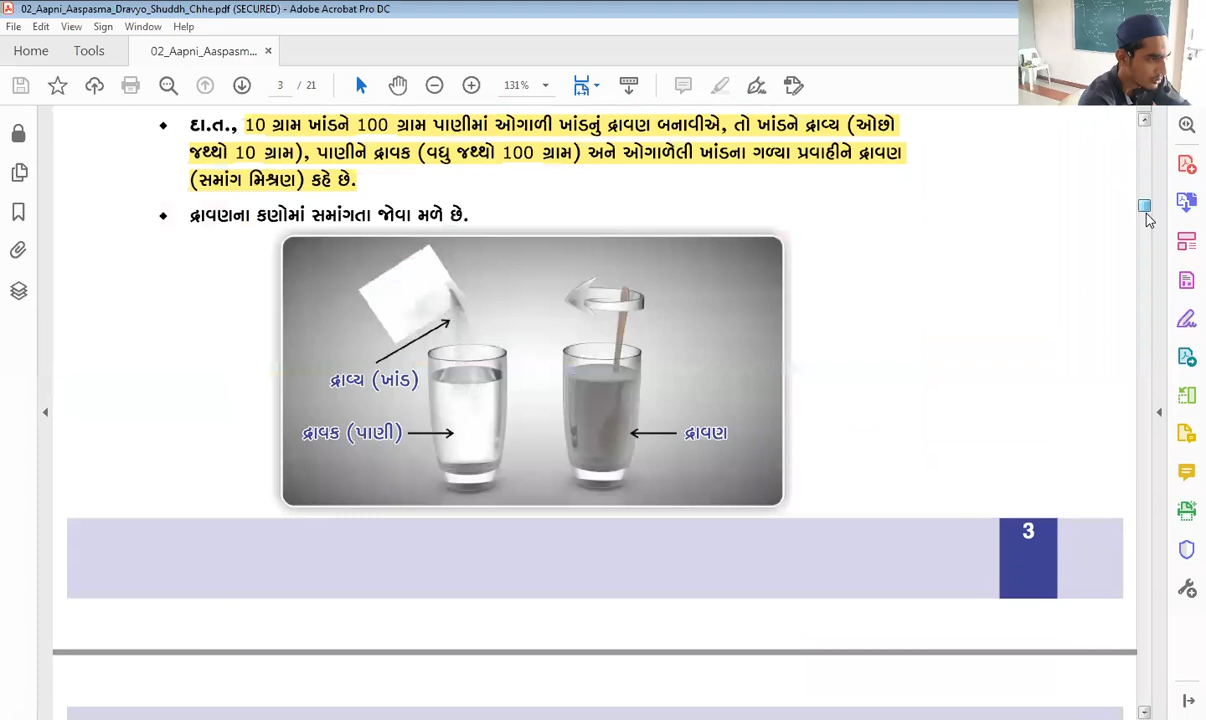 02_Aapni_Aaspasma_Dravyo_Shuddh_Chhe.pdf (SECURED) - Adobe Acrobat Pro DC
File Edit View Sign Window Help
Home Tools 02_Aapni_Aaspasm... ×
3 / 21 131%
દા.ત., 10 ગ્રામ ખાંડને 100 ગ્રામ પાણીમાં ઓગાળી ખાંડનું દ્રાવણ બનાવીએ, તો ખાંડને દ્રાવ્ય (ઓછો
જથ્થો 10 ગ્રામ), પાણીને દ્રાવક (વધુ જથ્થો 100 ગ્રામ) અને ઓગાળેલી ખાંડના ગળ્યા પ્રવાહીને દ્રાવણ
(સમાંગ મિશ્રણ) કહે છે.
દ્રાવણના કણોમાં સમાંગતા જોવા મળે છે.
દ્રાવ્ય (ખાંડ)
દ્રાવક (પાણી)
દ્રાવણ
3